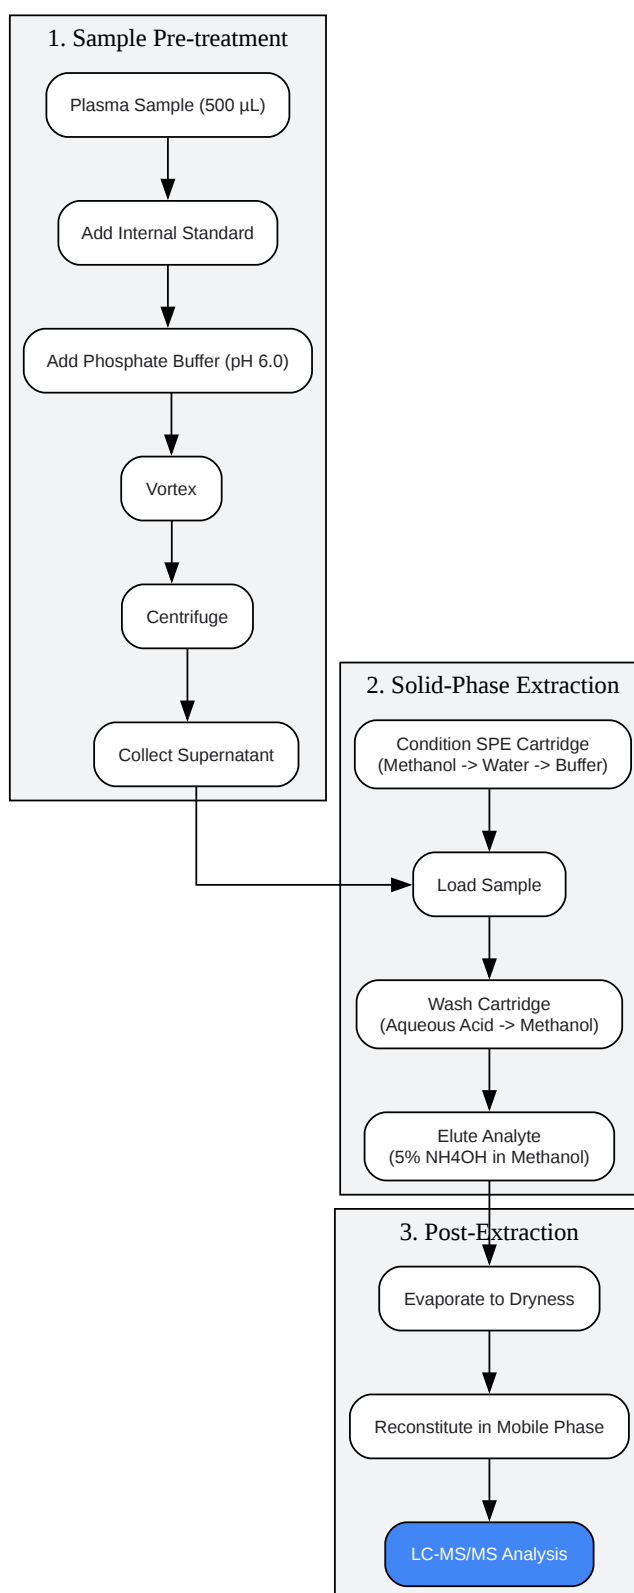 1. Sample Pre-treatment
Plasma Sample (500 µL)
Add Internal Standard
Add Phosphate Buffer (pH 6.0)
Vortex
Centrifuge
Collect Supernatant
2. Solid-Phase Extraction
Condition SPE Cartridge
(Methanol -> Water -> Buffer)
Load Sample
Wash Cartridge
(Aqueous Acid -> Methanol)
Elute Analyte
(5% NH4OH in Methanol)
3. Post-Extraction
Evaporate to Dryness
Reconstitute in Mobile Phase
LC-MS/MS Analysis